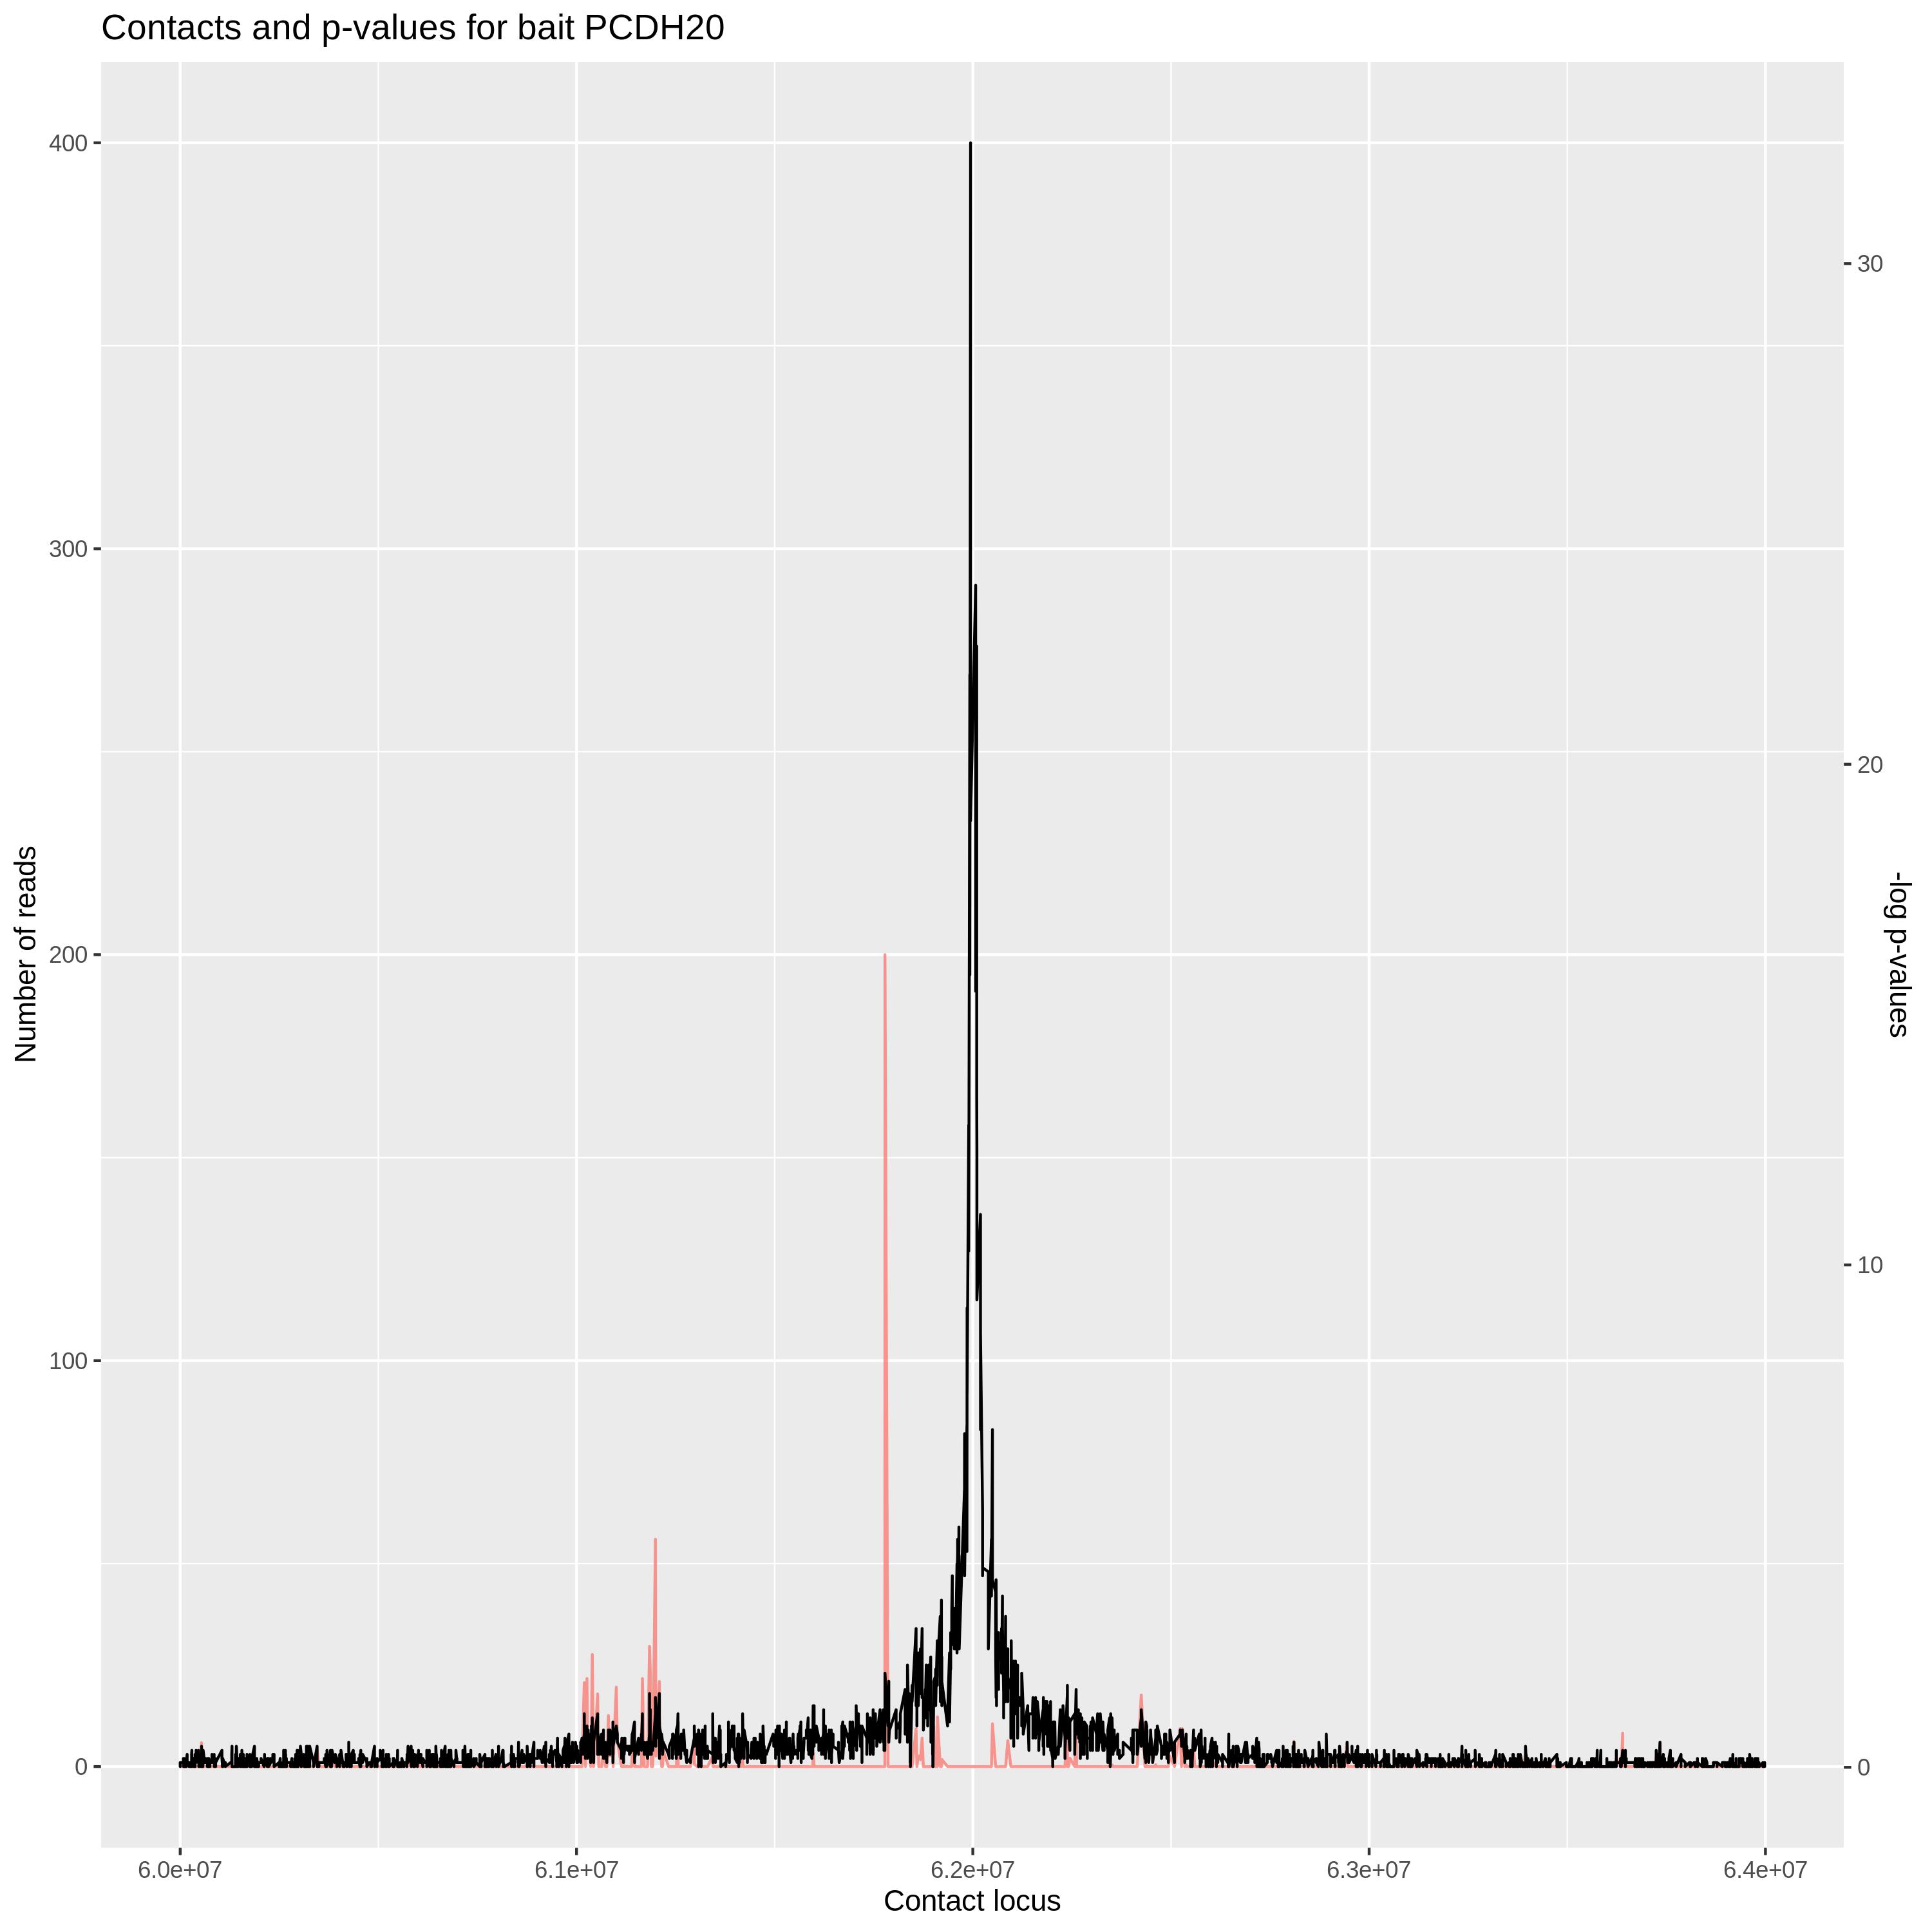 Contacts and p-values for bait PCDH20
400
300
200
100
0
Number of reads
30
20
10
0
-log p-values
6.0e+07 6.1e+07 6.2e+07 6.3e+07 6.4e+07
Contact locus